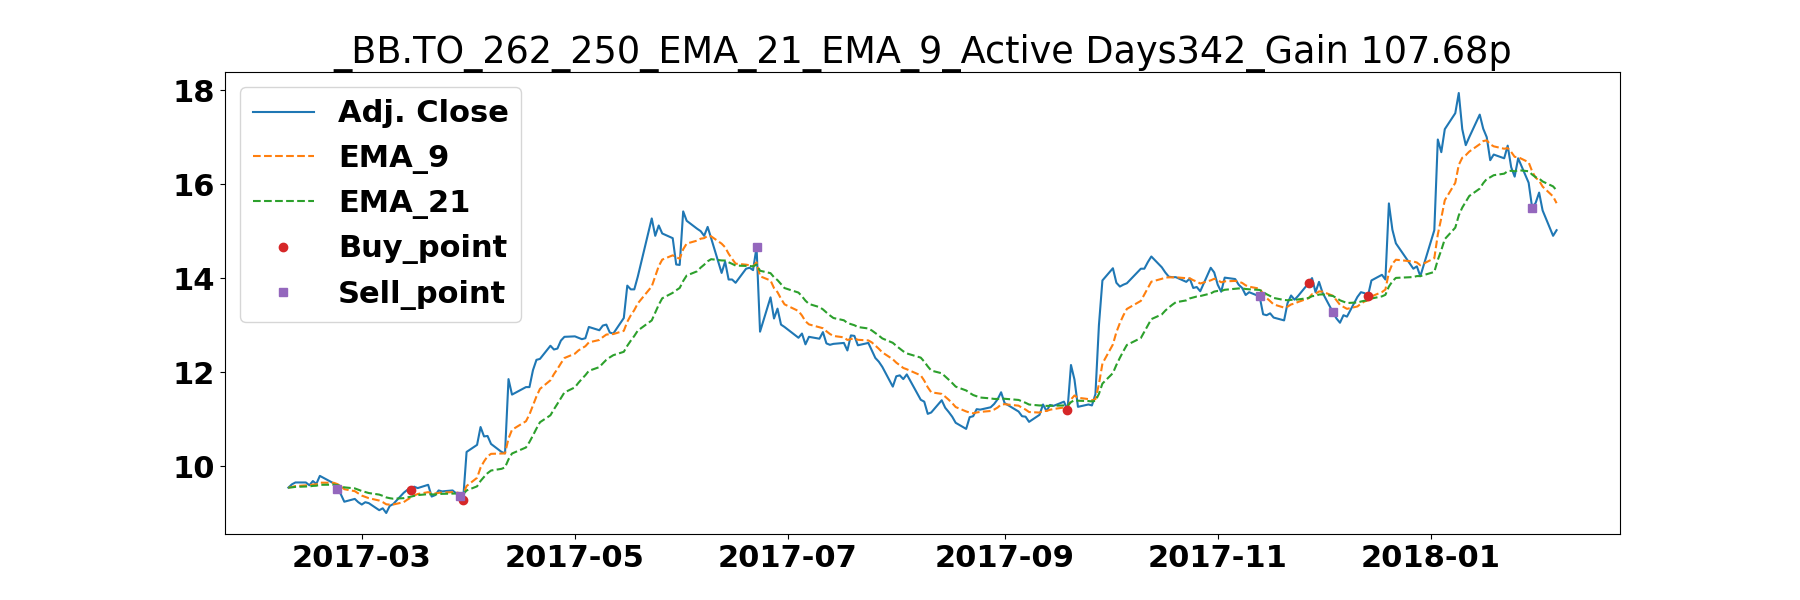 _BB.TO_262_250_EMA_21_EMA_9_Active Days342_Gain 107.68p
18
16
14
12
10
Adj. Close
EMA_9
EMA_21
Buy_point
Sell_point
2017-03 2017-05 2017-07 2017-09 2017-11 2018-01